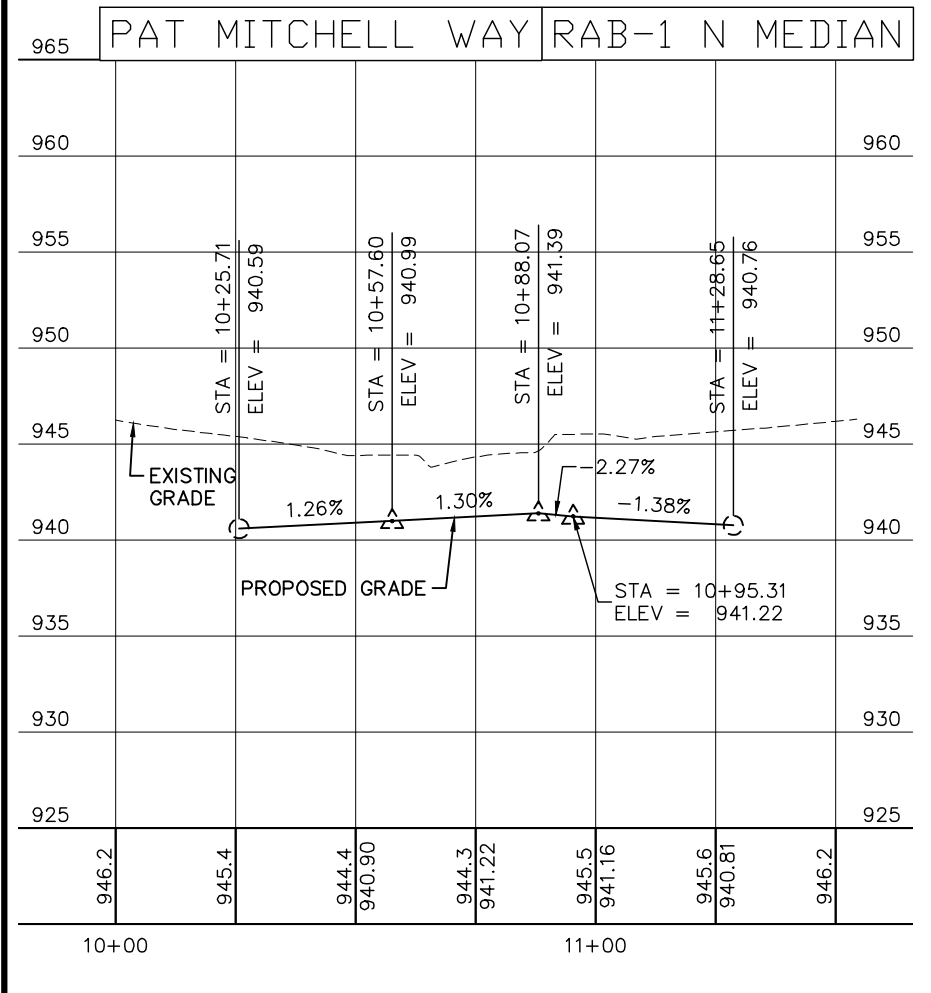 PAT MITCHELL WAY RAB-1 N MEDIAN
965
960 960
955 955
STA = 10+25.71
ELEV = 940.59
STA = 10+57.60
ELEV = 940.99
STA = 10+88.07
ELEV = 941.39
STA = 11+28.65
ELEV = 940.76
950 950
945 945
EXISTING
GRADE
1.26%
1.30%
-2.27%
-1.38%
940 940
PROPOSED GRADE
STA = 10+95.31
ELEV = 941.22
935 935
930 930
925 925
946.2
945.4
944.4
940.90
944.3
941.22
945.5
941.16
945.6
940.81
946.2
10+00 11+00